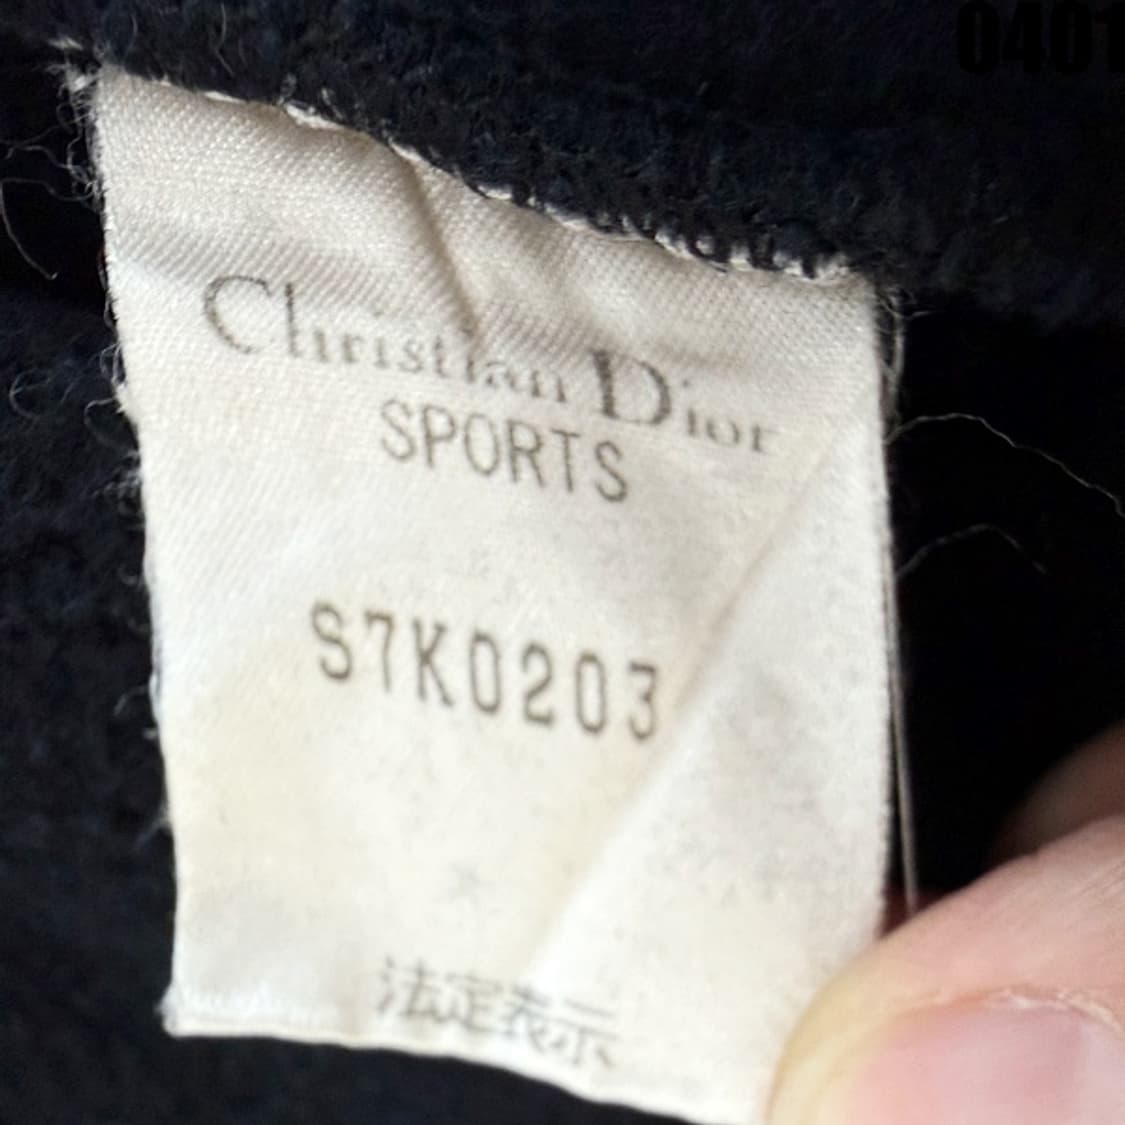 0401
Christian Dior
SPORTS
S7K0203
法定表示